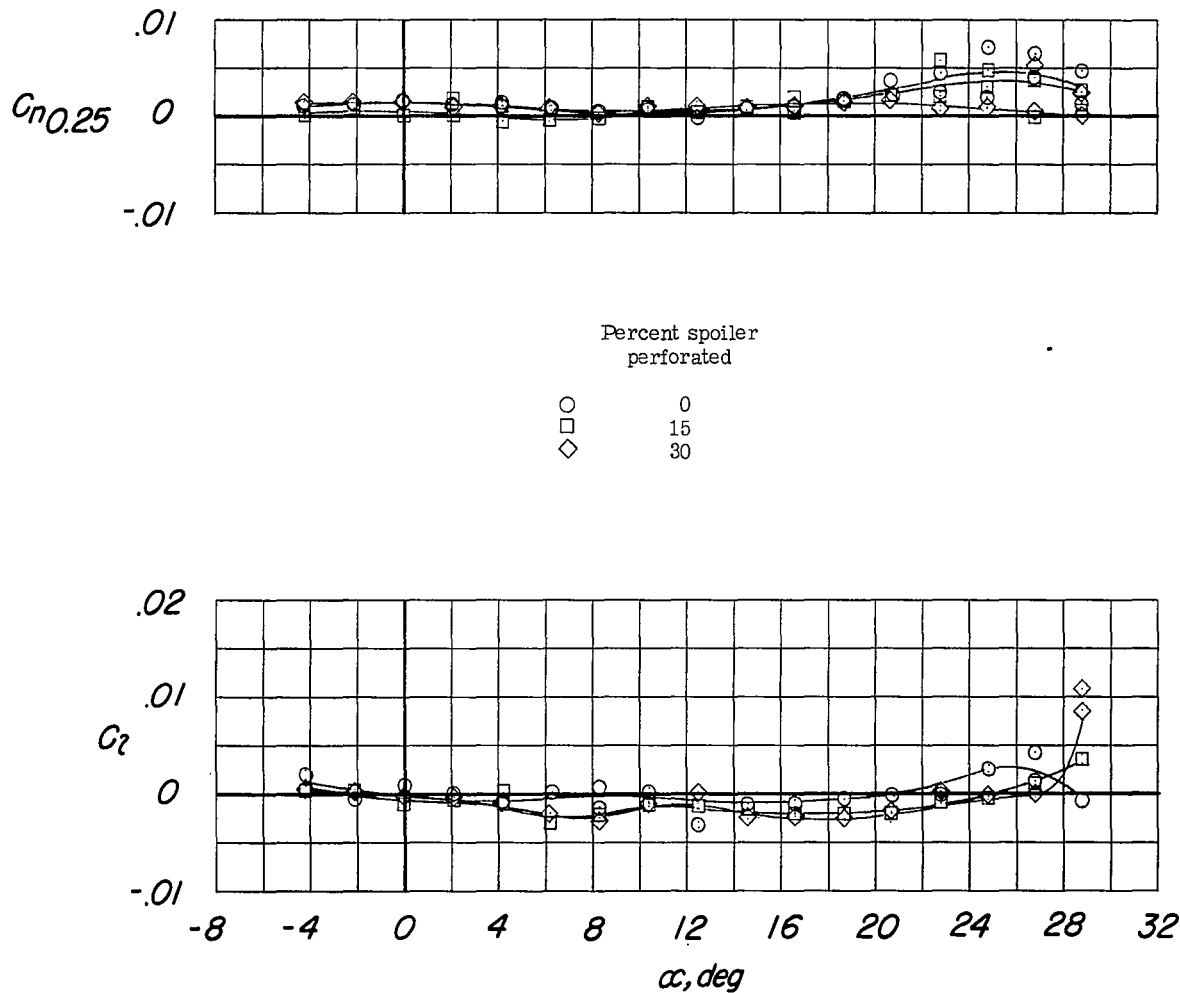 .01
Cn0.25
0
-.01
Percent spoiler
perforated
0
15
30
.02
.01
Cl
0
-.01
-8 -4 0 4 8 12 16 20 24 28 32
α, deg